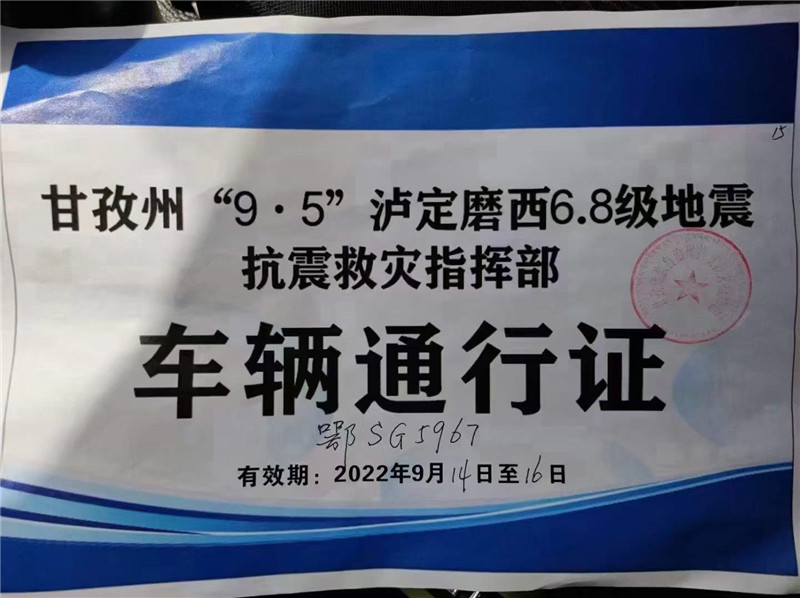 15
甘孜州“9·5”泸定磨西6.8级地震
抗震救灾指挥部
车辆通行证
鄂SG5967
有效期：2022年9月14日至16日